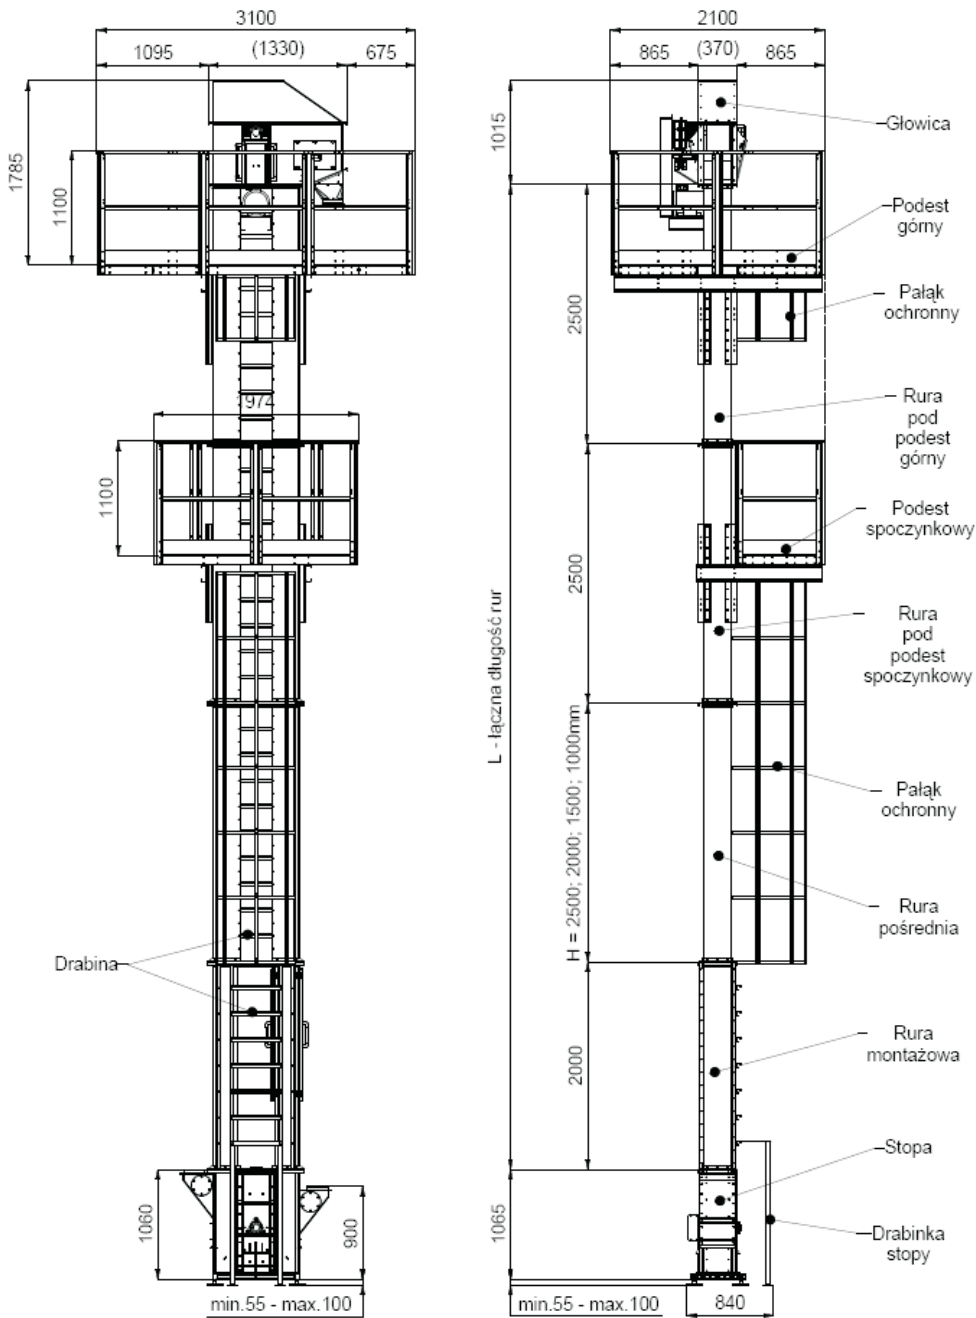 3100
1095
(1330)
675
1785
1100
1974
1100
Drabina
1060
900
min.55 - max.100
2100
865
(370)
865
1015
Głowica
Podest
górny
Pałąk
ochronny
2500
Rura
pod
podest
górny
Podest
spoczynkowy
2500
Rura
pod
podest
spoczynkowy
L - łączna długość rur
H = 2500; 2000; 1500; 1000mm
Pałąk
ochronny
Rura
pośrednia
2000
Rura
montażowa
Stopa
1065
Drabinka
stopy
min.55 - max.100
840